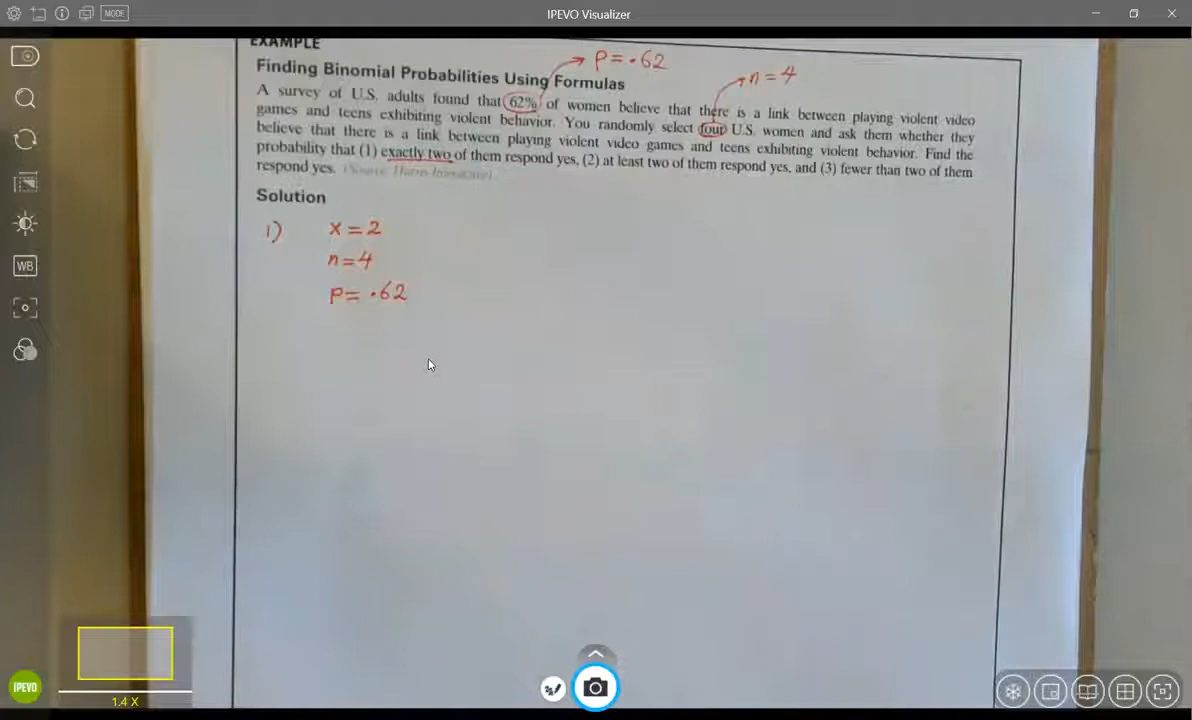 IPEVO Visualizer
MODE
EXAMPLE
p = .62
Finding Binomial Probabilities Using Formulas
n = 4
A survey of U.S. adults found that 62% of women believe that there is a link between playing violent video
games and teens exhibiting violent behavior. You randomly select four U.S. women and ask them whether they
believe that there is a link between playing violent video games and teens exhibiting violent behavior. Find the
probability that (1) exactly two of them respond yes, (2) at least two of them respond yes, and (3) fewer than two of them
respond yes. (Source: Harris Interactive)
Solution
1) x = 2
n = 4
p = .62
WB
IPEVO
1.4 X